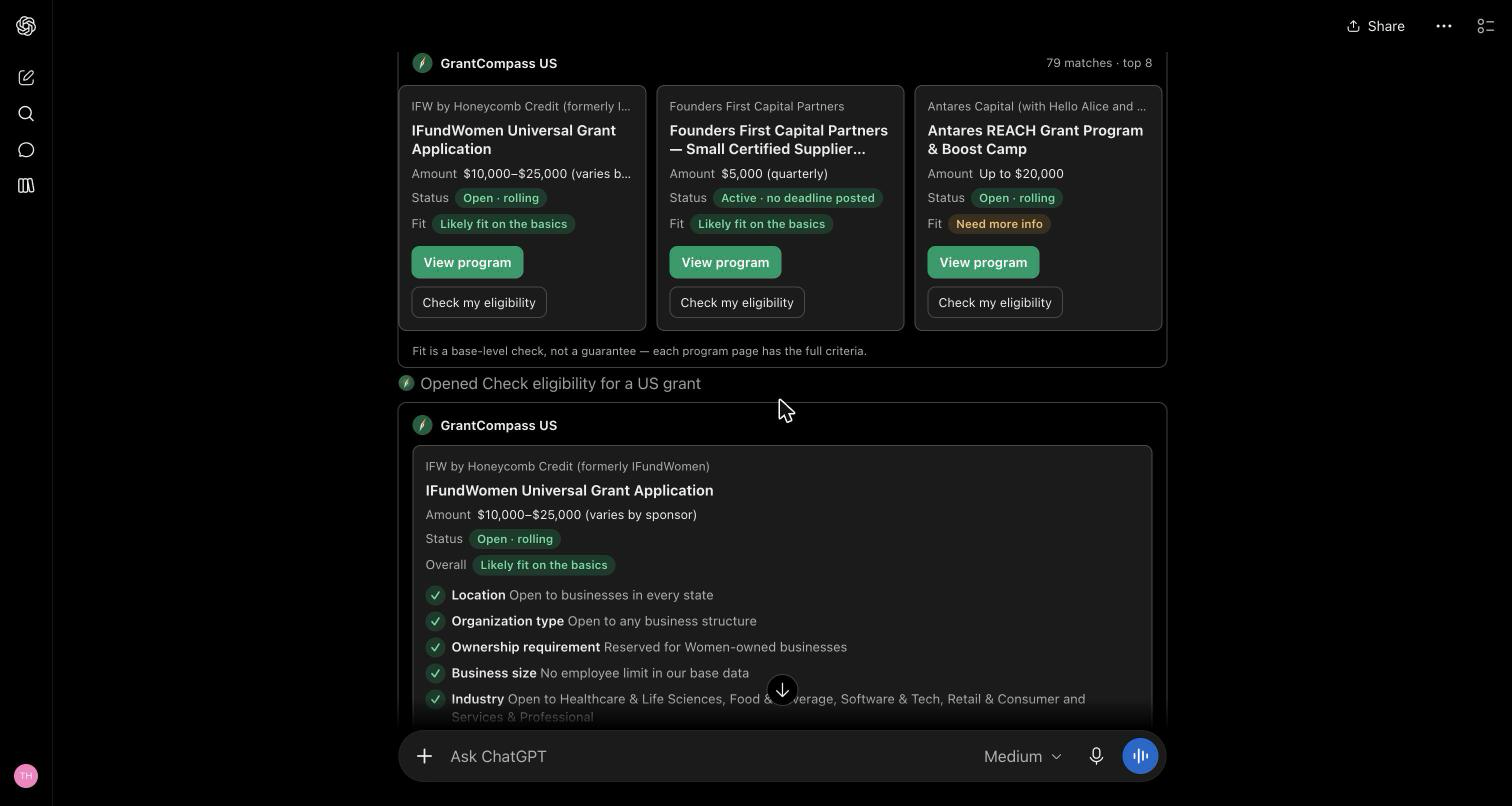 Share
GrantCompass US
79 matches · top 8
IFW by Honeycomb Credit (formerly I...
IFundWomen Universal Grant
Application
Amount $10,000–$25,000 (varies b...
Status Open · rolling
Fit Likely fit on the basics
View program
Check my eligibility
Founders First Capital Partners
Founders First Capital Partners
— Small Certified Supplier...
Amount $5,000 (quarterly)
Status Active · no deadline posted
Fit Likely fit on the basics
View program
Check my eligibility
Antares Capital (with Hello Alice and ...
Antares REACH Grant Program
& Boost Camp
Amount Up to $20,000
Status Open · rolling
Fit Need more info
View program
Check my eligibility
Fit is a base-level check, not a guarantee — each program page has the full criteria.
Opened Check eligibility for a US grant
GrantCompass US
IFW by Honeycomb Credit (formerly IFundWomen)
IFundWomen Universal Grant Application
Amount $10,000–$25,000 (varies by sponsor)
Status Open · rolling
Overall Likely fit on the basics
Location Open to businesses in every state
Organization type Open to any business structure
Ownership requirement Reserved for Women-owned businesses
Business size No employee limit in our base data
Industry Open to Healthcare & Life Sciences, Food & verage, Software & Tech, Retail & Consumer and
Services & Professional
Ask ChatGPT
Medium
TH